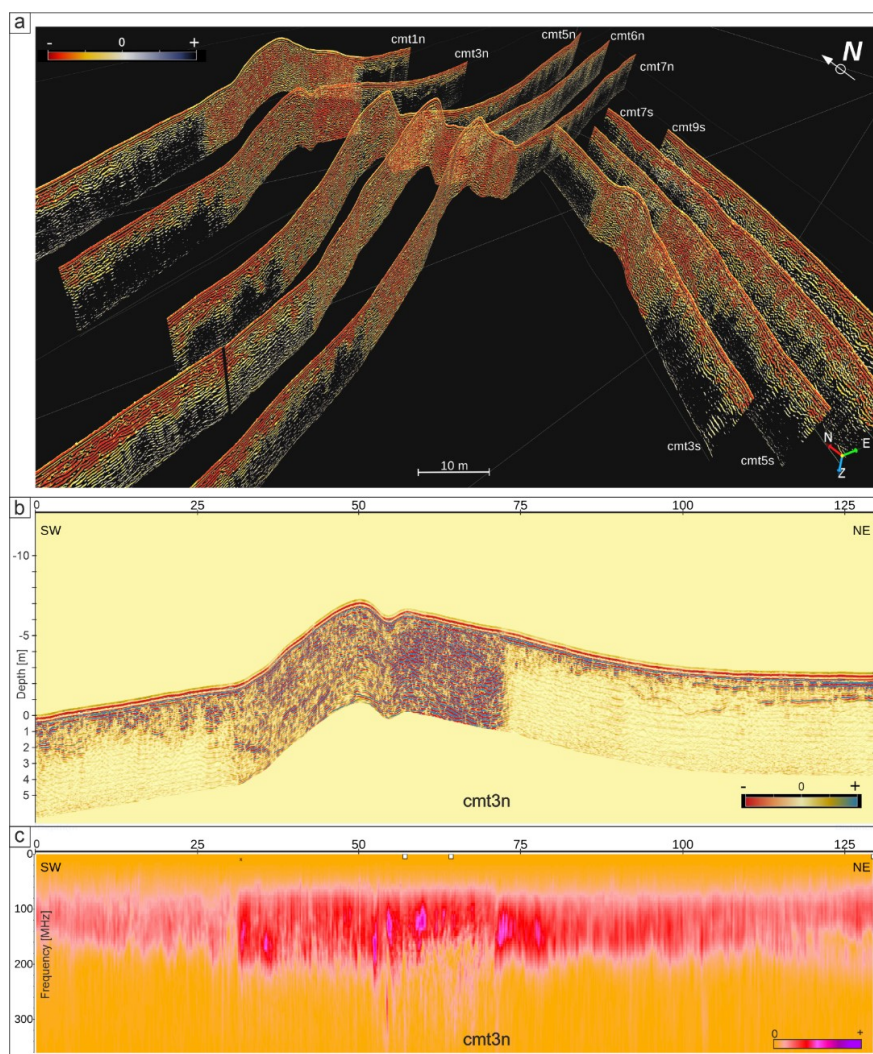 a
- 0 +
cmt1n
cmt3n
cmt5n
cmt6n
cmt7n
N
cmt7s
cmt9s
10 m
cmt3s
cmt5s
N
E
Z
b
0 25 50 75 100 125
SW NE
-10
-5
0
1
2
3
4
5
Depth [m]
cmt3n
- 0 +
c
0 25 50 75 100 125
SW NE
0
100
200
300
Frequency [MHz]
cmt3n
0 +